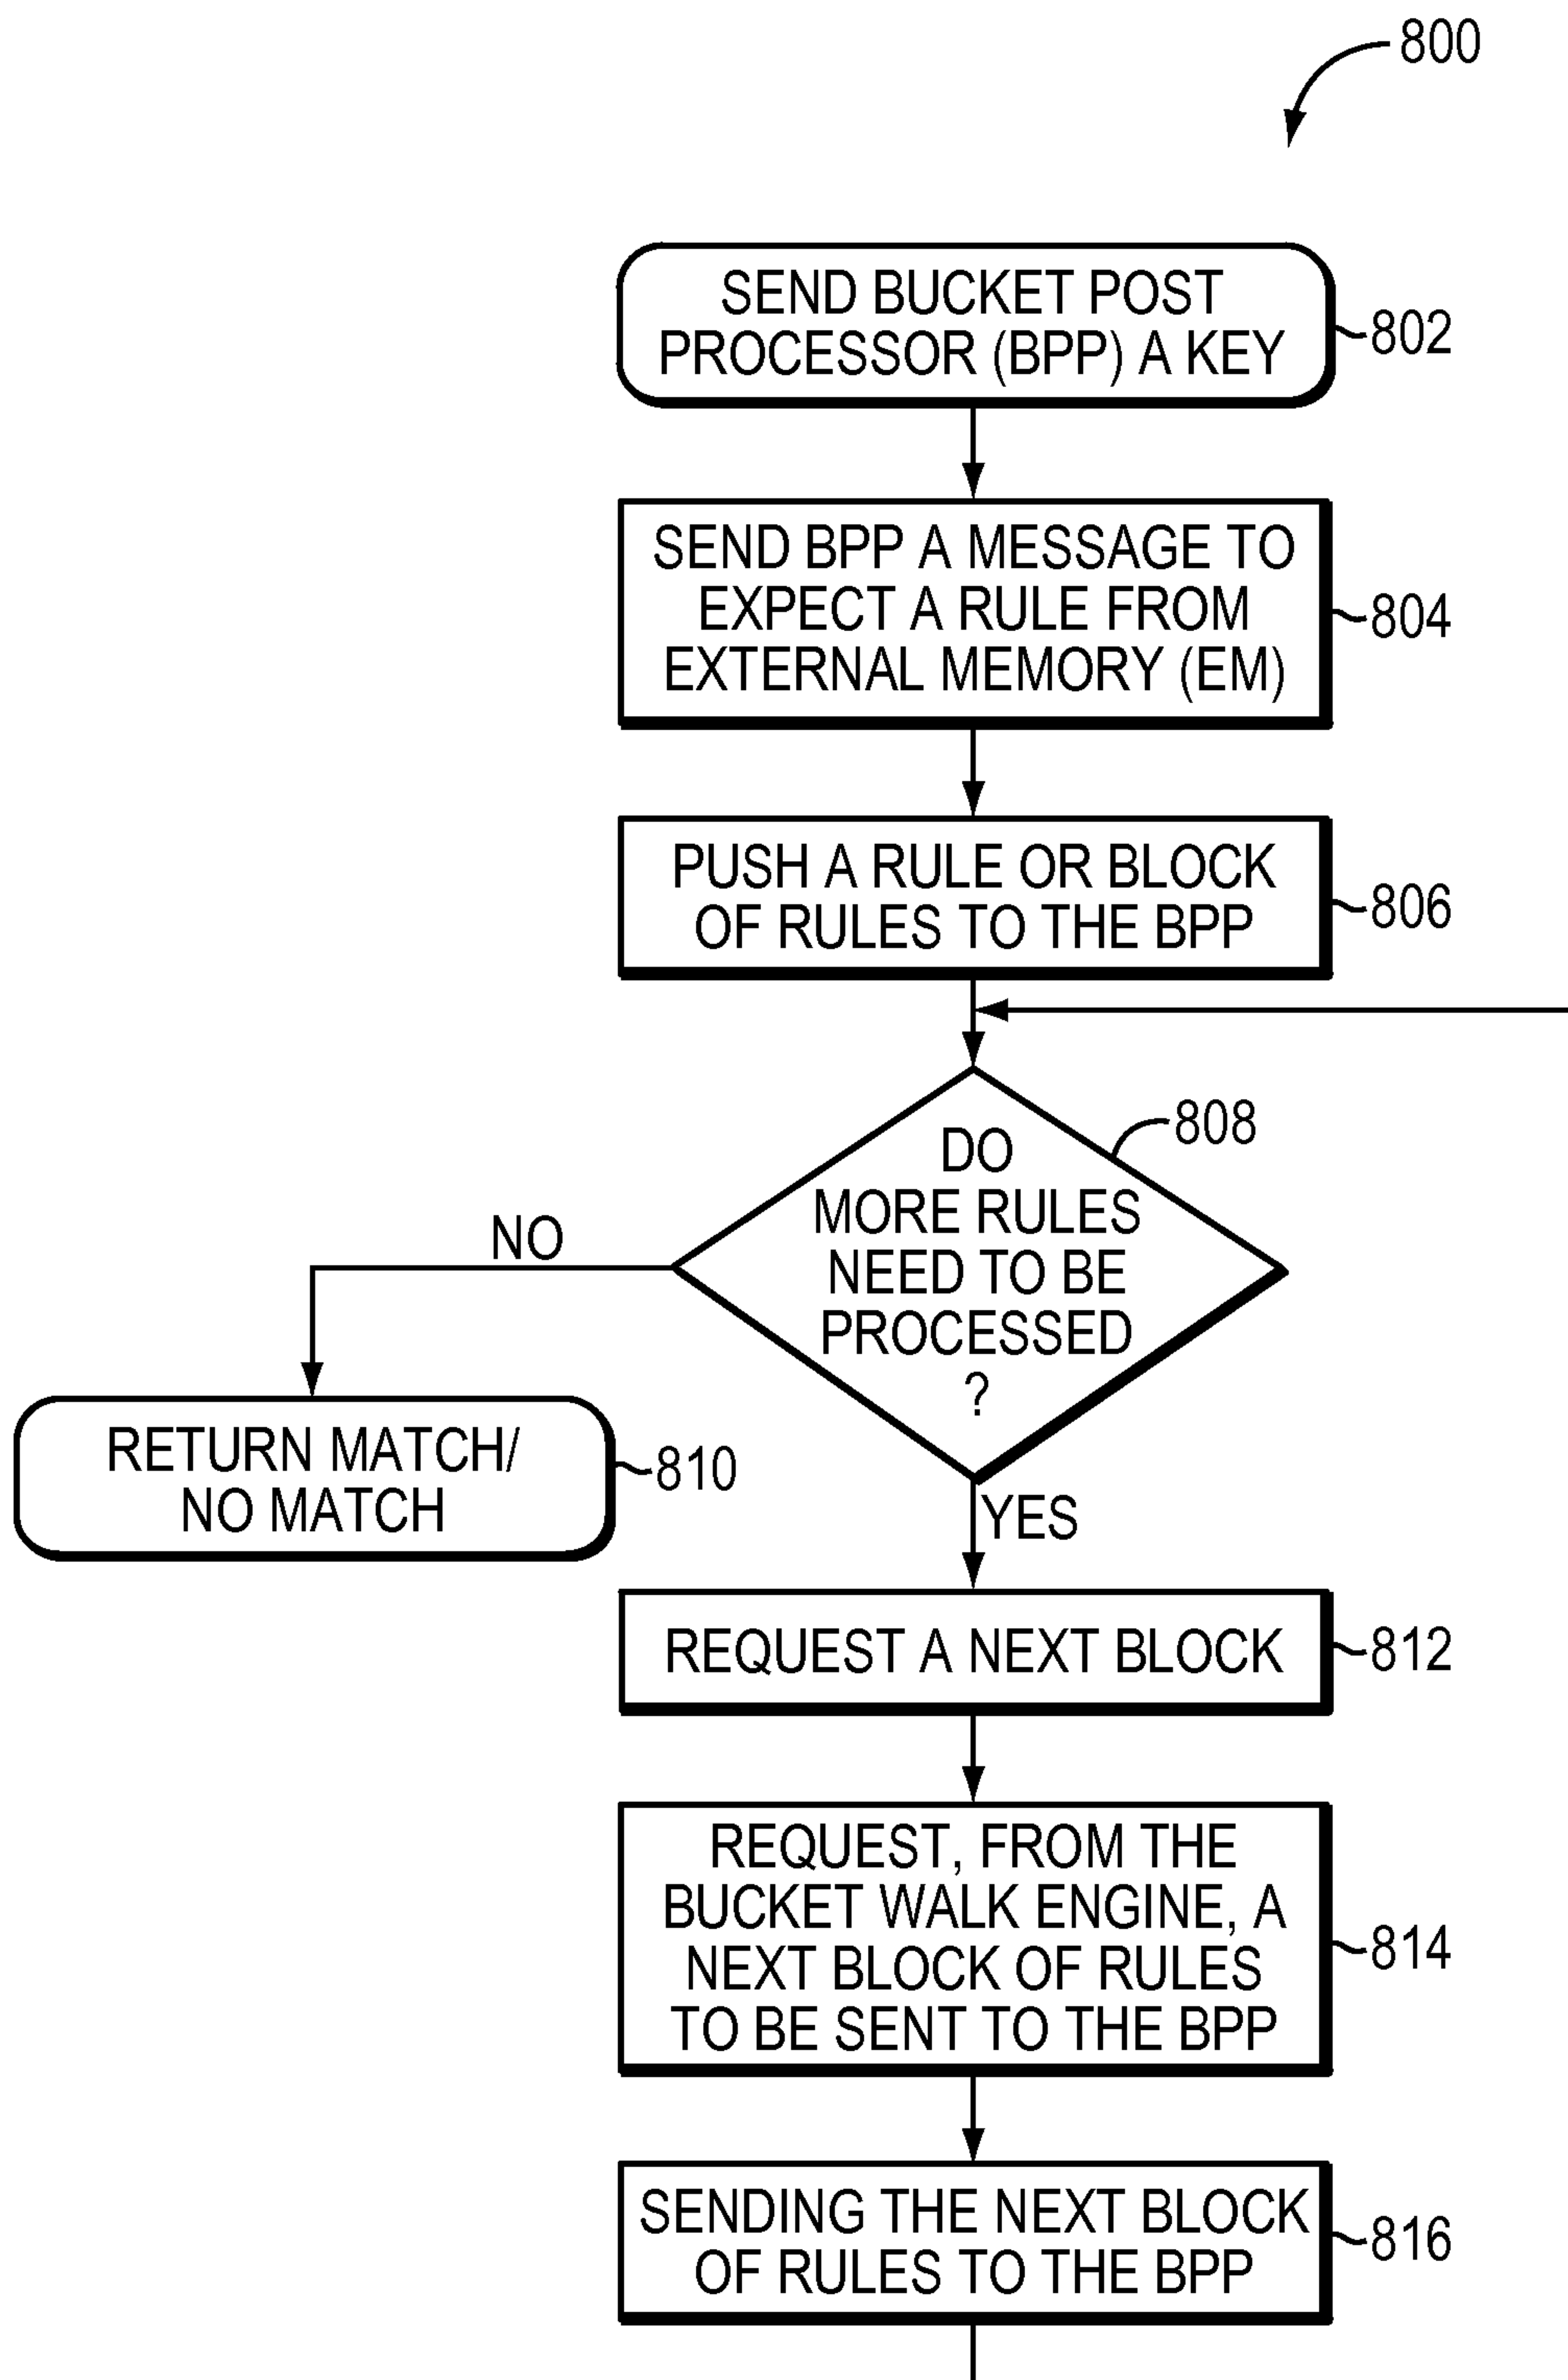 800
SEND BUCKET POST
PROCESSOR (BPP) A KEY
802
SEND BPP A MESSAGE TO
EXPECT A RULE FROM
EXTERNAL MEMORY (EM)
804
PUSH A RULE OR BLOCK
OF RULES TO THE BPP
806
DO
MORE RULES
NEED TO BE
PROCESSED
?
808
NO
RETURN MATCH/
NO MATCH
810
YES
REQUEST A NEXT BLOCK
812
REQUEST, FROM THE
BUCKET WALK ENGINE, A
NEXT BLOCK OF RULES
TO BE SENT TO THE BPP
814
SENDING THE NEXT BLOCK
OF RULES TO THE BPP
816